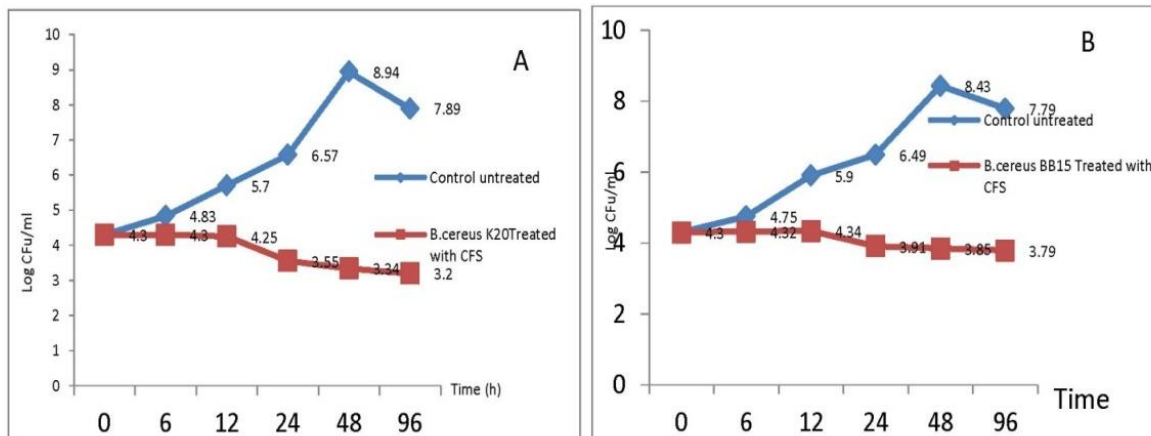 A
10
9
8
7
6
5
4
3
2
1
0
Log CFu/ml
8.94
7.89
6.57
5.7
4.83
4.3
4.3
4.25
3.55
3.34
3.2
Control untreated
B.cereus K20Treated
with CFS
Time (h)
0 6 12 24 48 96
B
10
8
6
4
2
0
Log CFu/ml
8.43
7.79
6.49
5.9
4.75
4.3
4.32
4.34
3.91
3.85
3.79
Control untreated
B.cereus BB15 Treated with
CFS
Time
0 6 12 24 48 96